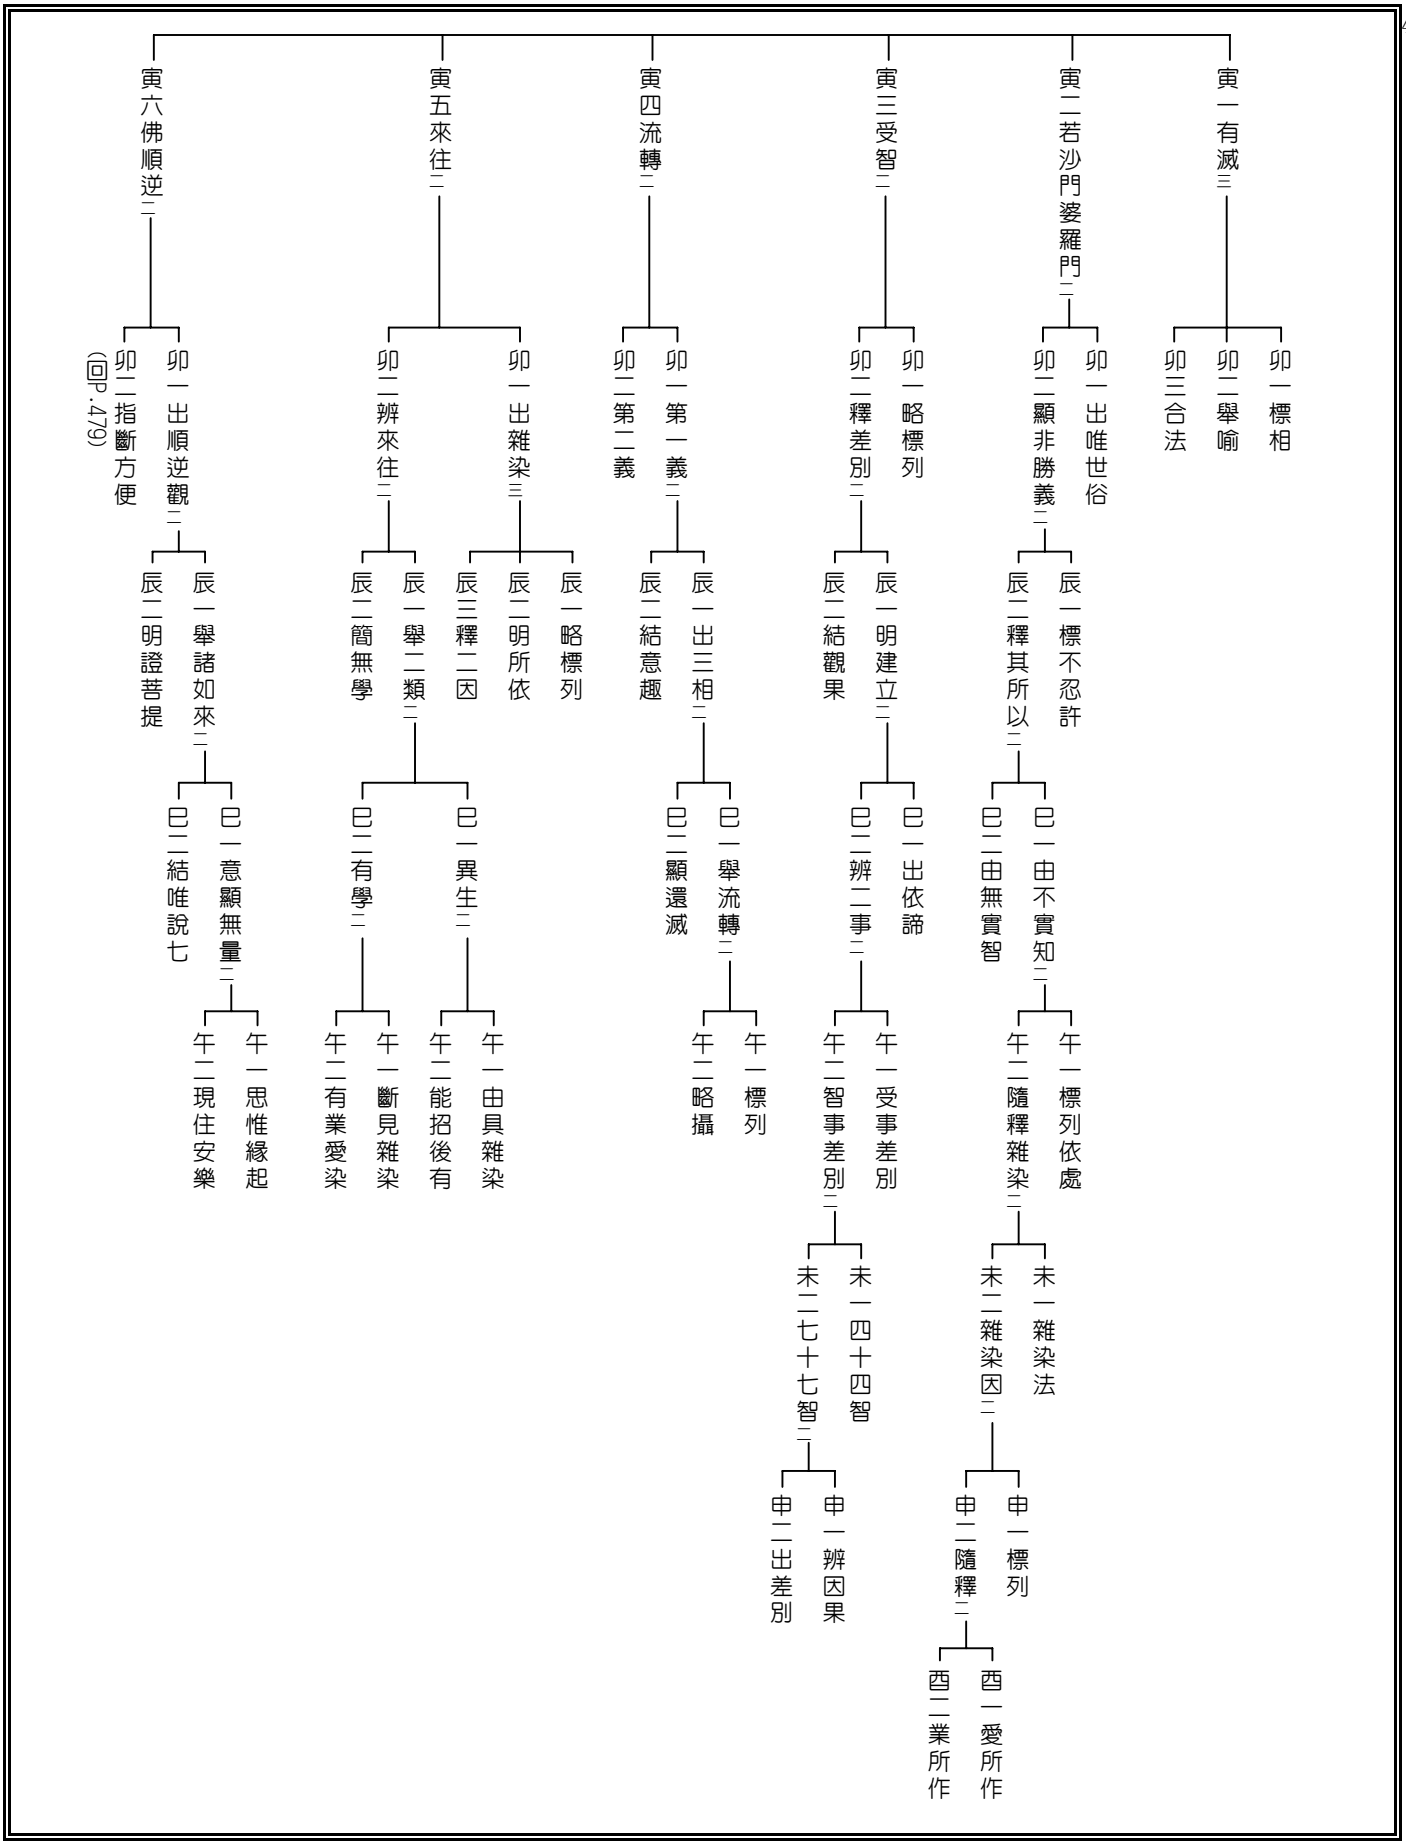 寅一有滅三
卯一標相
卯二舉喻
卯三合法
寅二若沙門婆羅門二
卯一出唯世俗
卯二顯非勝義二
辰一標不忍許
辰二釋其所以二
巳一由不實知二
午一標列依處
午二隨釋雜染二
未一雜染法
未二雜染因二
申一標列
申二隨釋二
酉一愛所作
酉二業所作
巳二由無實智
寅三受智二
卯一略標列
卯二釋差別二
辰一明建立二
巳一出依諦
巳二辨二事二
午一受事差別
午二智事差別二
未一四十四智
未二七十七智二
申一辨因果
申二出差別
辰二結觀果
寅四流轉二
卯一第一義二
辰一出三相二
巳一舉流轉二
午一標列
午二略攝
巳二顯還滅
辰二結意趣
卯二第二義
寅五來往二
卯一出雜染三
辰一略標列
辰二明所依
辰三釋二因
卯二辨來往二
辰一舉二類二
巳一異生二
午一由具雜染
午二能招後有
巳二有學二
午一斷見雜染
午二有業愛染
辰二簡無學
寅六佛順逆二
卯一出順逆觀二
辰一舉諸如來二
巳一意顯無量二
午一思惟緣起
午二現住安樂
巳二結唯說七
辰二明證菩提
卯二指斷方便
(回P.479)